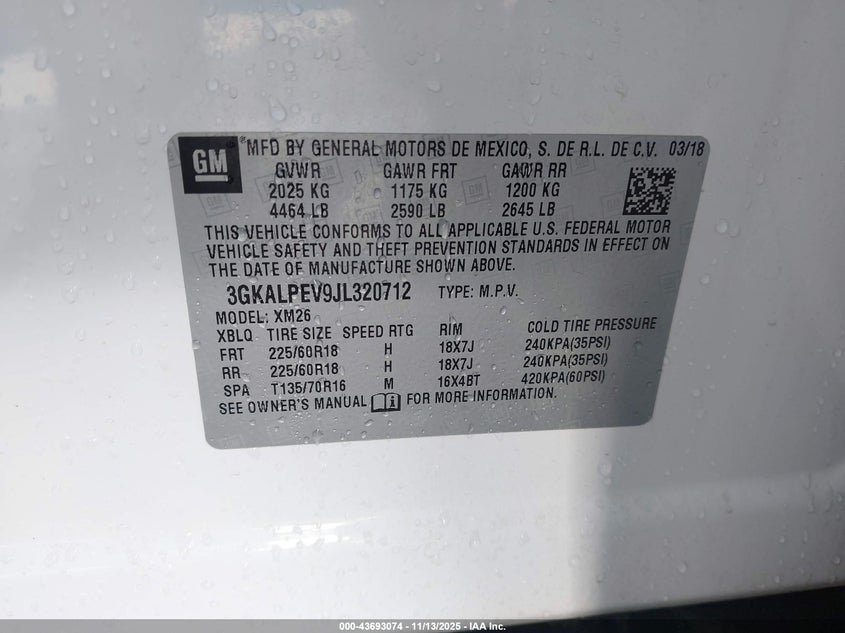 GM
®MFD BY GENERAL MOTORS DE MEXICO, S. DE R.L. DE C.V. 03/18
GVWR GAWR FRT GAWR RR
2025 KG 1175 KG 1200 KG
4464 LB 2590 LB 2645 LB
THIS VEHICLE CONFORMS TO ALL APPLICABLE U.S. FEDERAL MOTOR
VEHICLE SAFETY AND THEFT PREVENTION STANDARDS IN EFFECT ON
THE DATE OF MANUFACTURE SHOWN ABOVE.
3GKALPEV9JL320712 TYPE: M.P.V.
MODEL: XM26
XBLQ TIRE SIZE SPEED RTG RIM COLD TIRE PRESSURE
FRT 225/60R18 H 18X7J 240KPA(35PSI)
RR 225/60R18 H 18X7J 240KPA(35PSI)
SPA T135/70R16 M 16X4BT 420KPA(60PSI)
SEE OWNER'S MANUAL FOR MORE INFORMATION.
000-43693074 - 11/13/2025 - IAA Inc.